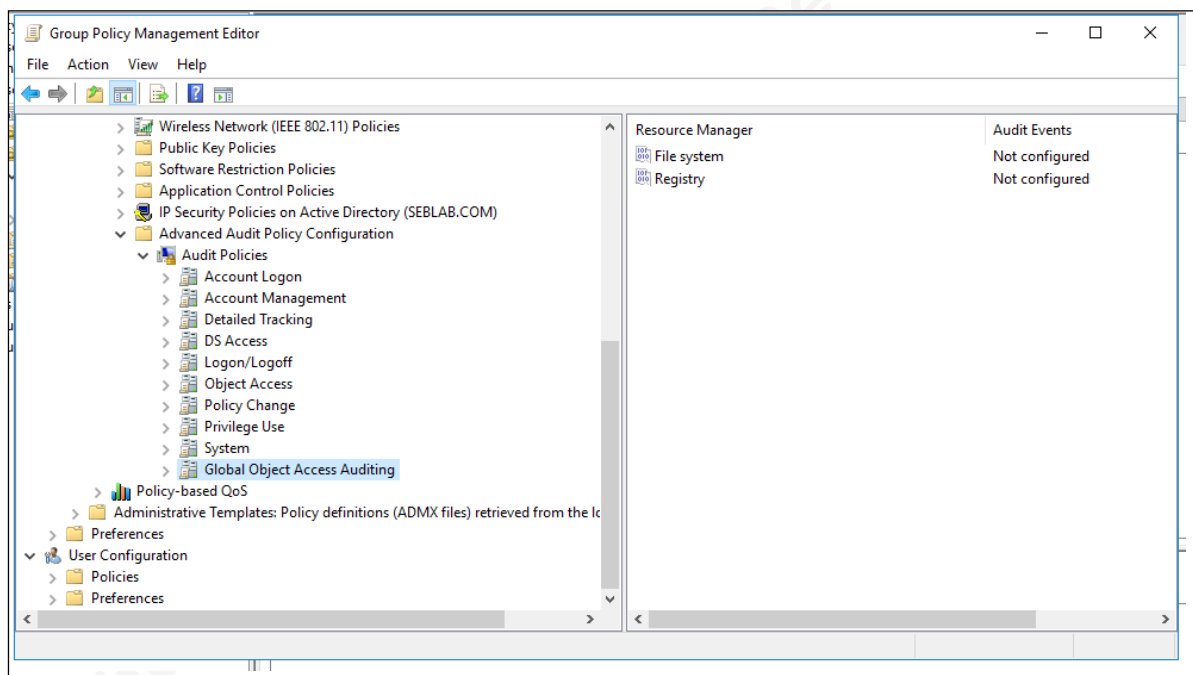 Group Policy Management Editor
File Action View Help
Wireless Network (IEEE 802.11) Policies
Public Key Policies
Software Restriction Policies
Application Control Policies
IP Security Policies on Active Directory (SEBLAB.COM)
Advanced Audit Policy Configuration
Audit Policies
Account Logon
Account Management
Detailed Tracking
DS Access
Logon/Logoff
Object Access
Policy Change
Privilege Use
System
Global Object Access Auditing
Policy-based QoS
Administrative Templates: Policy definitions (ADMX files) retrieved from the
Preferences
User Configuration
Policies
Preferences
Resource Manager Audit Events
File system Not configured
Registry Not configured